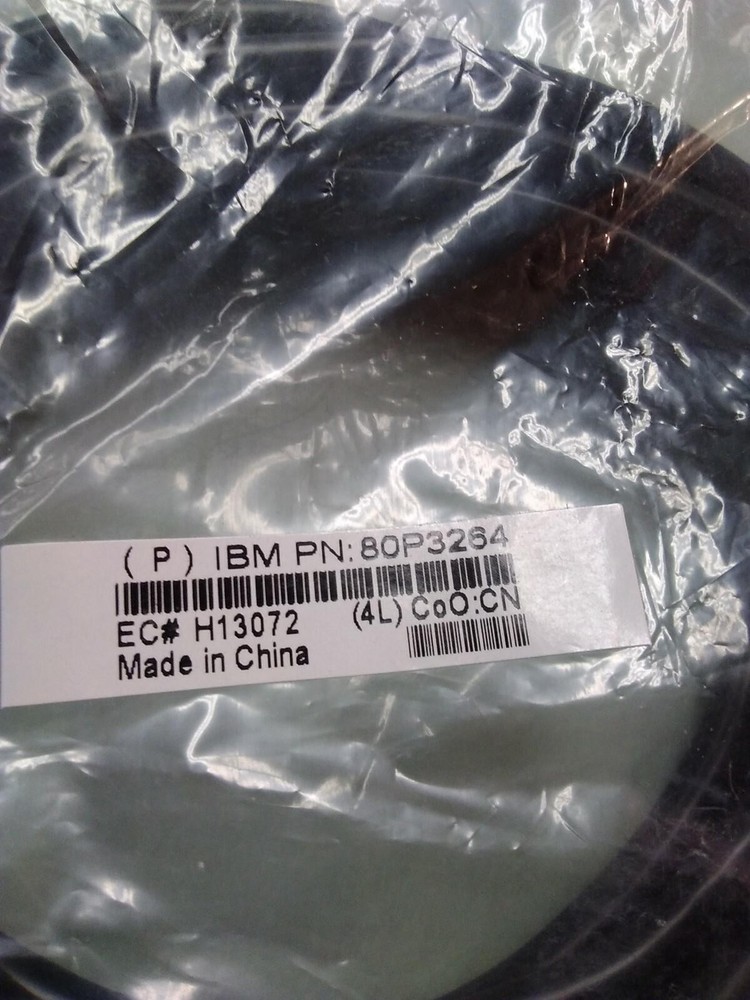 (P) IBM PN:80P3264
EC# H13072 (4L) CoO:CN
Made in China